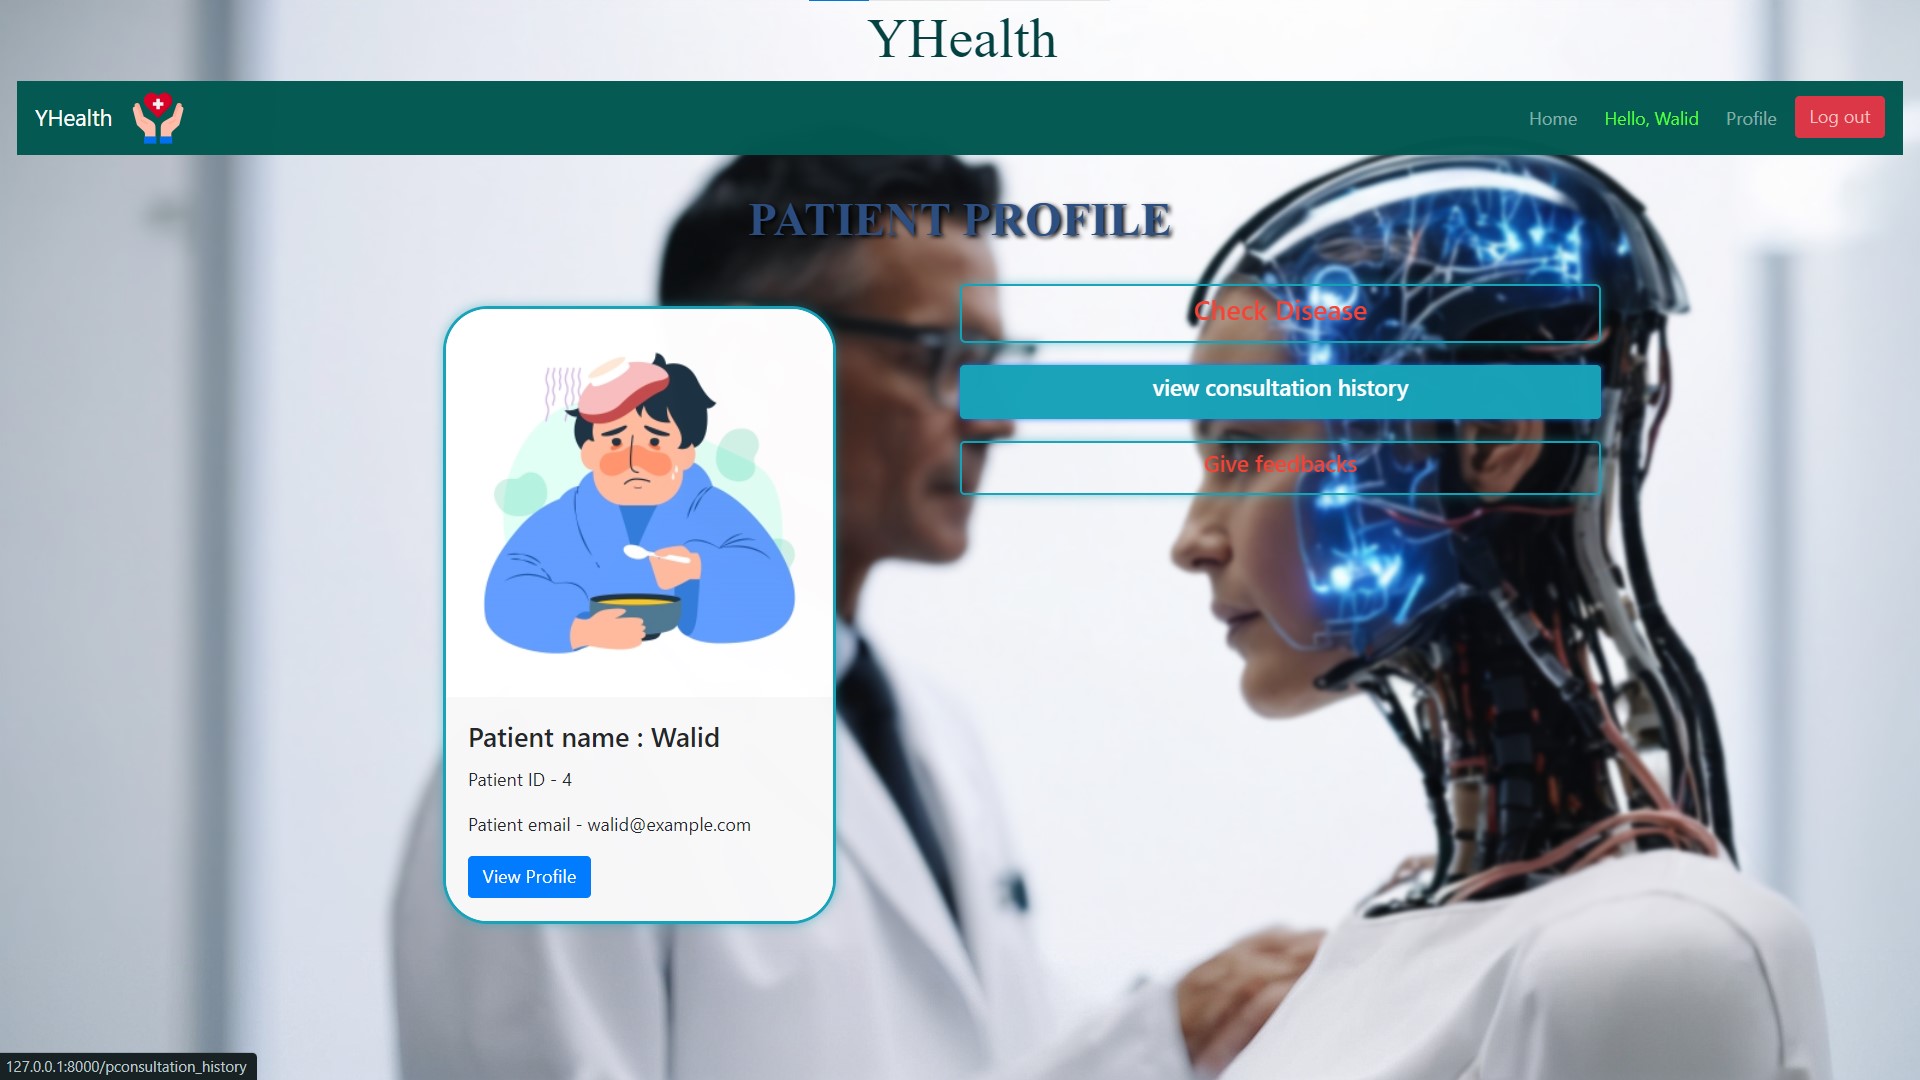 YHealth
YHealth
Home
Hello, Walid
Profile
Log out
PATIENT PROFILE
Check Disease
view consultation history
Give feedbacks
Patient name : Walid
Patient ID - 4
Patient email - walid@example.com
View Profile
127.0.0.1:8000/pconsultation_history